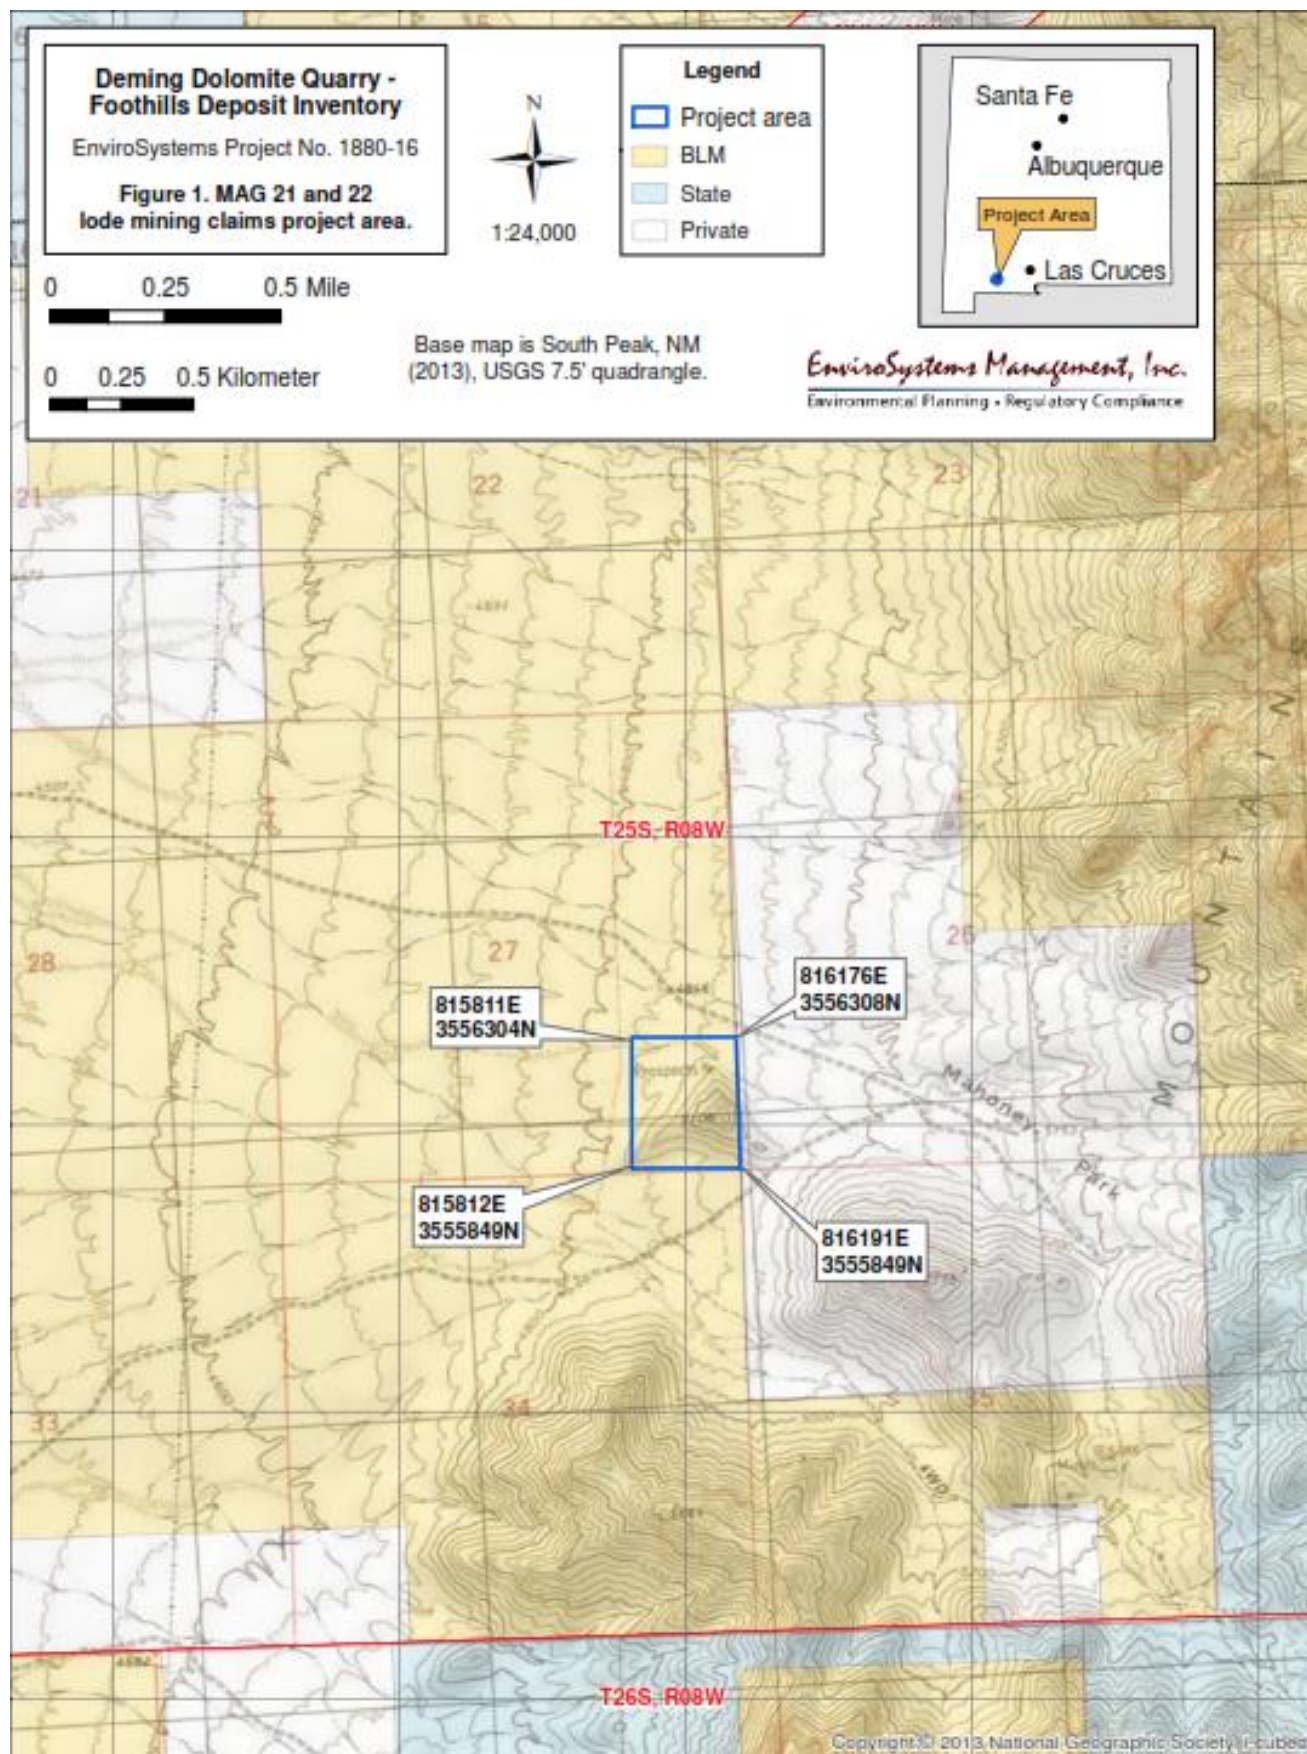 Deming Dolomite Quarry -
Foothills Deposit Inventory
EnviroSystems Project No. 1880-16
Figure 1. MAG 21 and 22
lode mining claims project area.
N
1:24,000
Legend
Project area
BLM
State
Private
Santa Fe
Albuquerque
Project Area
Las Cruces
0 0.25 0.5 Mile
0 0.25 0.5 Kilometer
Base map is South Peak, NM
(2013), USGS 7.5' quadrangle.
EnviroSystems Management, Inc.
Environmental Planning • Regulatory Compliance
21
22
23
T25S, R08W
28
27
26
815811E
3556304N
816176E
3556308N
Mahoney
Park
815812E
3555849N
816191E
3555849N
33
34
35
4WD
T26S, R08W
Copyright:© 2013 National Geographic Society, i-cubed